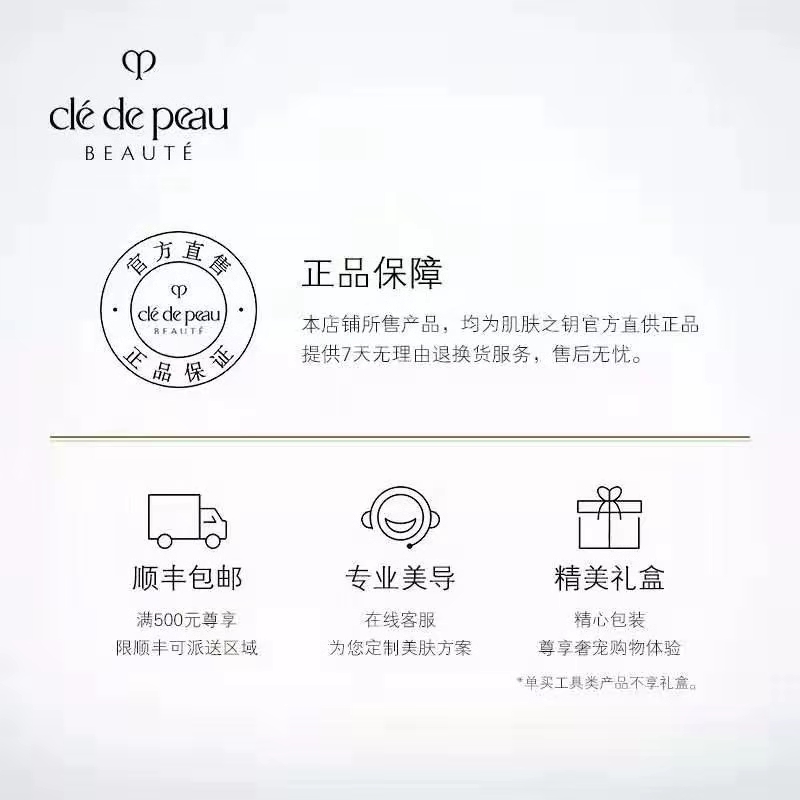 clé de peau
BEAUTÉ
官方直售
clé de peau
BEAUTÉ
正品保证
正品保障
本店铺所售产品，均为肌肤之钥官方直供正品
提供7天无理由退换货服务，售后无忧。
顺丰包邮
满500元尊享
限顺丰可派送区域
专业美导
在线客服
为您定制美肤方案
精美礼盒
精心包装
尊享奢宠购物体验
*单买工具类产品不享礼盒。